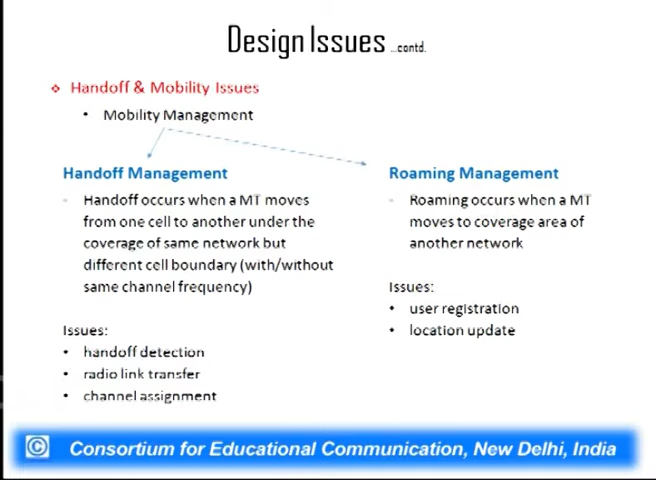 Design Issues ...contd.
Handoff & Mobility Issues
• Mobility Management
Handoff Management
Handoff occurs when a MT moves
from one cell to another under the
coverage of same network but
different cell boundary (with/without
same channel frequency)
Issues:
• handoff detection
• radio link transfer
• channel assignment
Roaming Management
Roaming occurs when a MT
moves to coverage area of
another network
Issues:
• user registration
• location update
© Consortium for Educational Communication, New Delhi, India